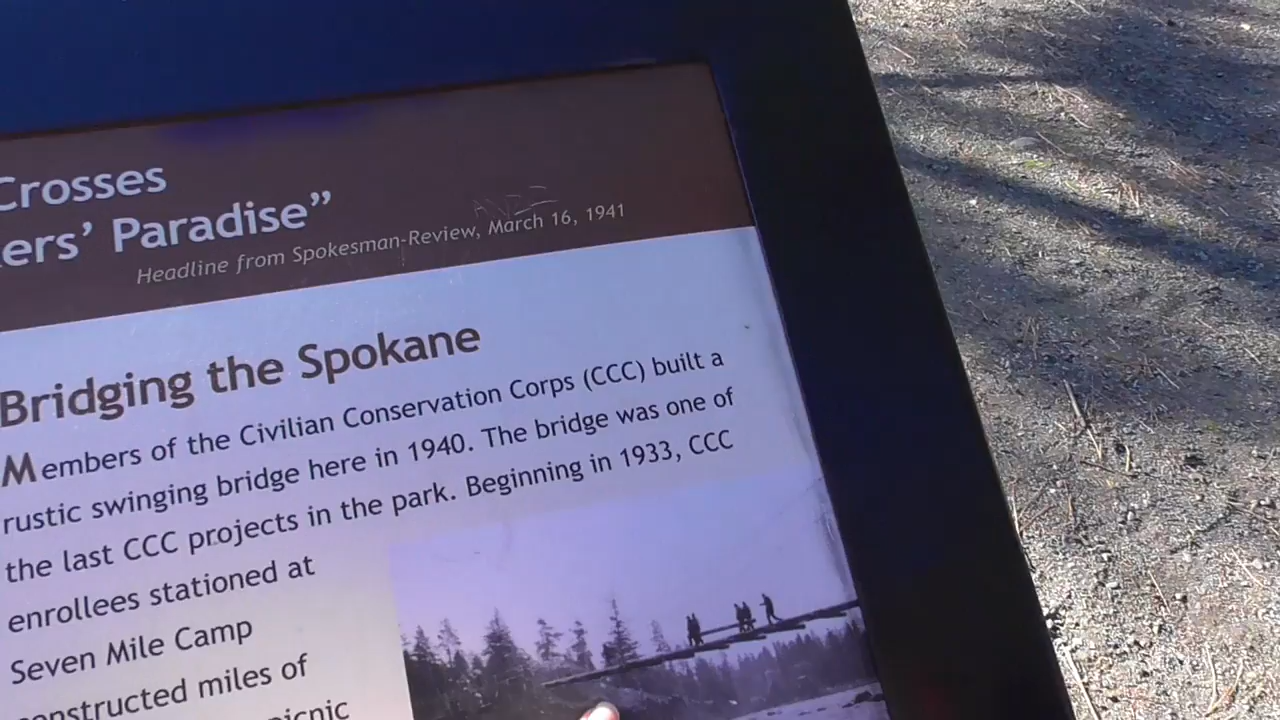 Crosses
ers’ Paradise”
Headline from Spokesman-Review, March 16, 1941
Bridging the Spokane
Members of the Civilian Conservation Corps (CCC) built a
rustic swinging bridge here in 1940. The bridge was one of
the last CCC projects in the park. Beginning in 1933, CCC
enrollees stationed at
Seven Mile Camp
onstructed miles of
picnic